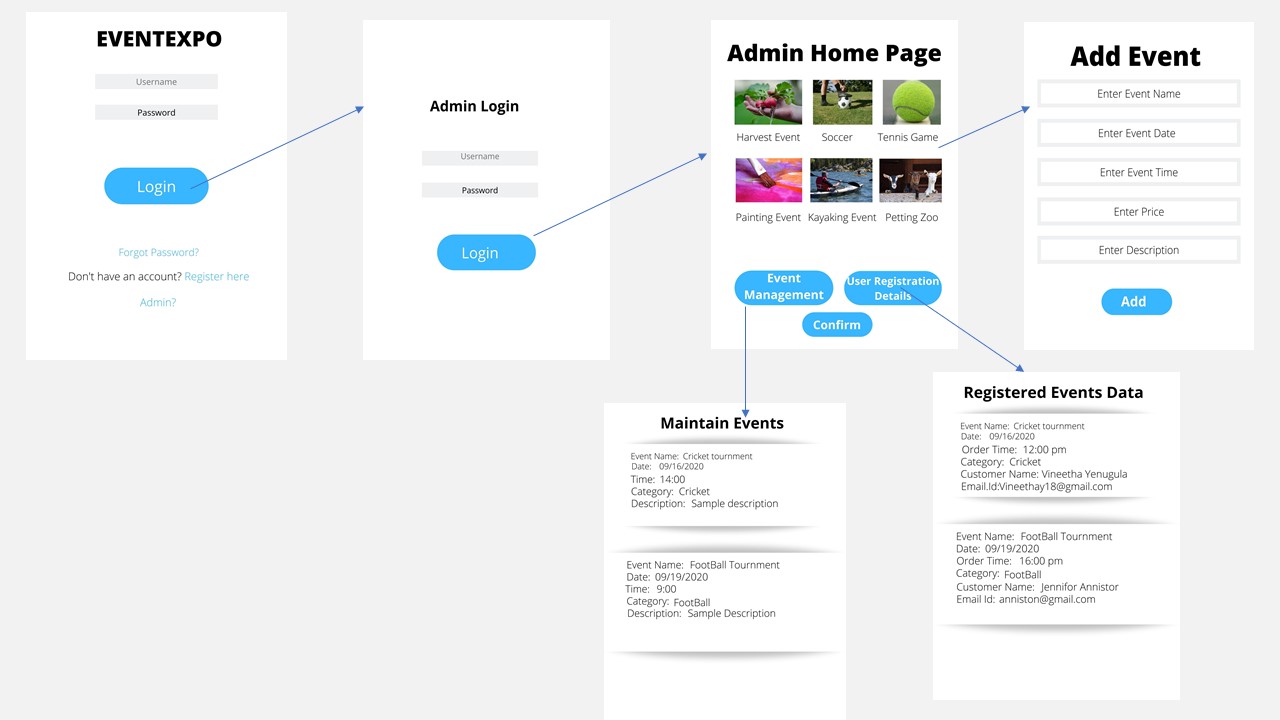 EVENTEXPO
Username
Password
Login
Forgot Password?
Don't have an account? Register here
Admin?
Admin Login
Username
Password
Login
Admin Home Page
Harvest Event
Soccer
Tennis Game
Painting Event
Kayaking Event
Petting Zoo
Event
Management
User Registration
Details
Confirm
Add Event
Enter Event Name
Enter Event Date
Enter Event Time
Enter Price
Enter Description
Add
Maintain Events
Event Name: Cricket tournment
Date: 09/16/2020
Time: 14:00
Category: Cricket
Description: Sample description
Event Name: FootBall Tournment
Date: 09/19/2020
Time: 9:00
Category: FootBall
Description: Sample Description
Registered Events Data
Event Name: Cricket tournment
Date: 09/16/2020
Order Time: 12:00 pm
Category: Cricket
Customer Name: Vineetha Yenugula
Email.Id:Vineethay18@gmail.com
Event Name: FootBall Tournment
Date: 09/19/2020
Order Time: 16:00 pm
Category: FootBall
Customer Name: Jennifor Annistor
Email Id: anniston@gmail.com